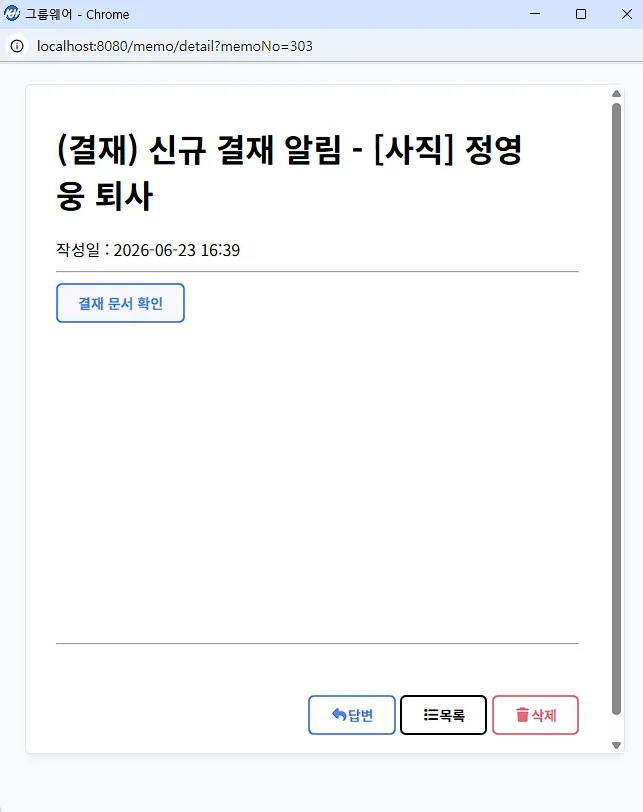 그룹웨어 - Chrome
localhost:8080/memo/detail?memoNo=303
(결재) 신규 결재 알림 - [사직] 정영
웅 퇴사
작성일 : 2026-06-23 16:39
결재 문서 확인
답변 목록 삭제